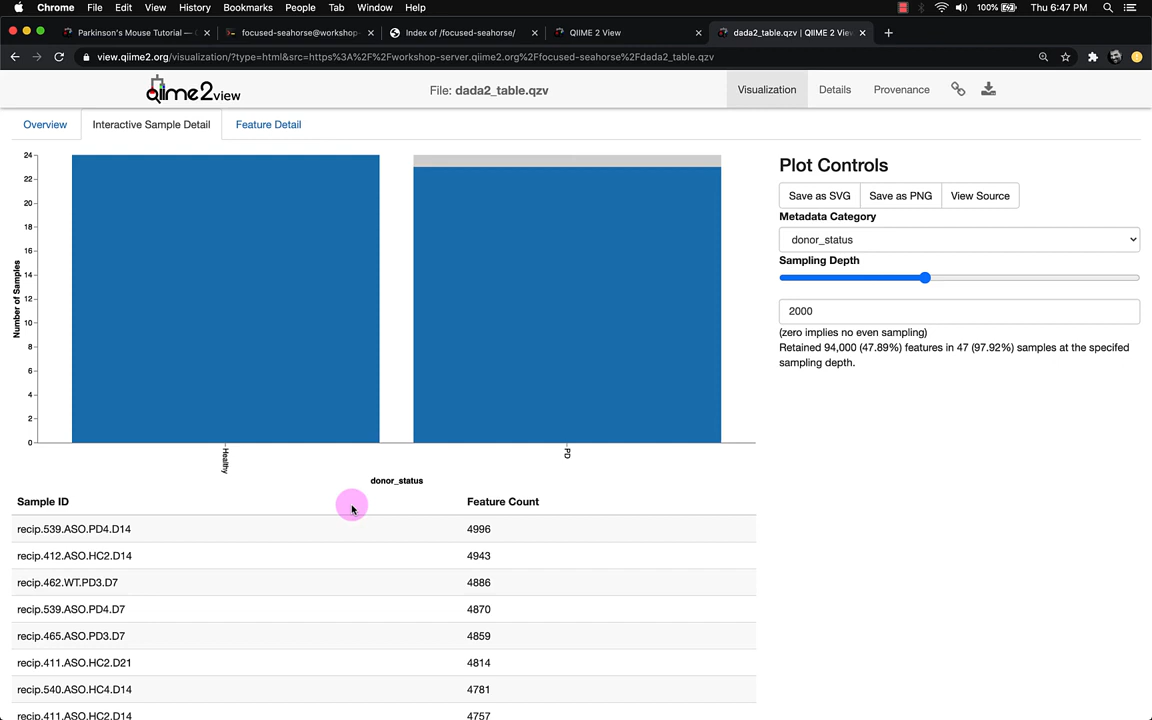 Chrome File Edit View History Bookmarks People Tab Window Help 100% Thu 6:47 PM
Parkinson's Mouse Tutorial — focused-seahorse@workshop- Index of /focused-seahorse/ QIIME 2 View dada2_table.qzv | QIIME 2 View
view.qiime2.org/visualization/?type=html&src=https%3A%2F%2Fworkshop-server.qiime2.org%2Ffocused-seahorse%2Fdada2_table.qzv
qiime2view File: dada2_table.qzv Visualization Details Provenance
Overview Interactive Sample Detail Feature Detail
24
22
20
18
16
14
12
10
8
6
4
2
0
Number of Samples
Healthy
PD
donor_status
Plot Controls
Save as SVG Save as PNG View Source
Metadata Category
donor_status
Sampling Depth
2000
(zero implies no even sampling)
Retained 94,000 (47.89%) features in 47 (97.92%) samples at the specifed
sampling depth.
Sample ID Feature Count
recip.539.ASO.PD4.D14 4996
recip.412.ASO.HC2.D14 4943
recip.462.WT.PD3.D7 4886
recip.539.ASO.PD4.D7 4870
recip.465.ASO.PD3.D7 4859
recip.411.ASO.HC2.D21 4814
recip.540.ASO.HC4.D14 4781
recip.411.ASO.HC2.D14 4757